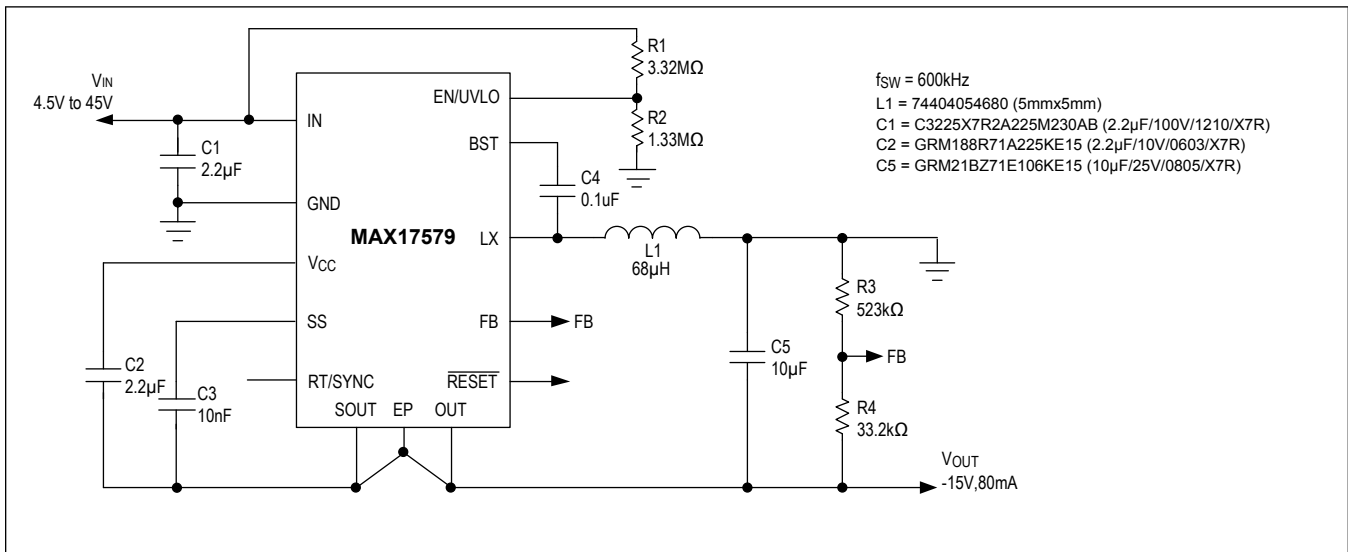 VIN
4.5V to 45V
C1
2.2µF
IN
GND
VCC
SS
RT/SYNC
C2
2.2µF
C3
10nF
MAX17579
SOUT EP OUT
EN/UVLO
BST
LX
FB
RESET
R1
3.32MΩ
R2
1.33MΩ
C4
0.1uF
L1
68µH
FB
C5
10µF
R3
523kΩ
FB
R4
33.2kΩ
VOUT
-15V,80mA
fSW = 600kHz
L1 = 74404054680 (5mmx5mm)
C1 = C3225X7R2A225M230AB (2.2µF/100V/1210/X7R)
C2 = GRM188R71A225KE15 (2.2µF/10V/0603/X7R)
C5 = GRM21BZ71E106KE15 (10µF/25V/0805/X7R)